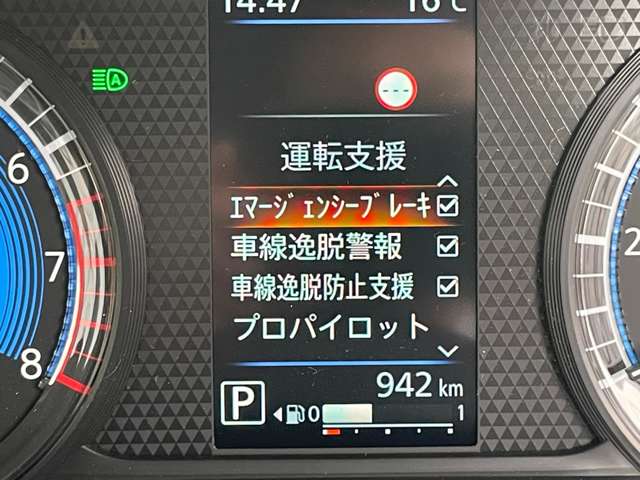 14:47 16℃
---
運転支援
ｴﾏｰｼﾞｪﾝｼｰﾌﾞﾚｰｷ
車線逸脱警報
車線逸脱防止支援
プロパイロット
942 km
P
0 1
6
7
8
2
A